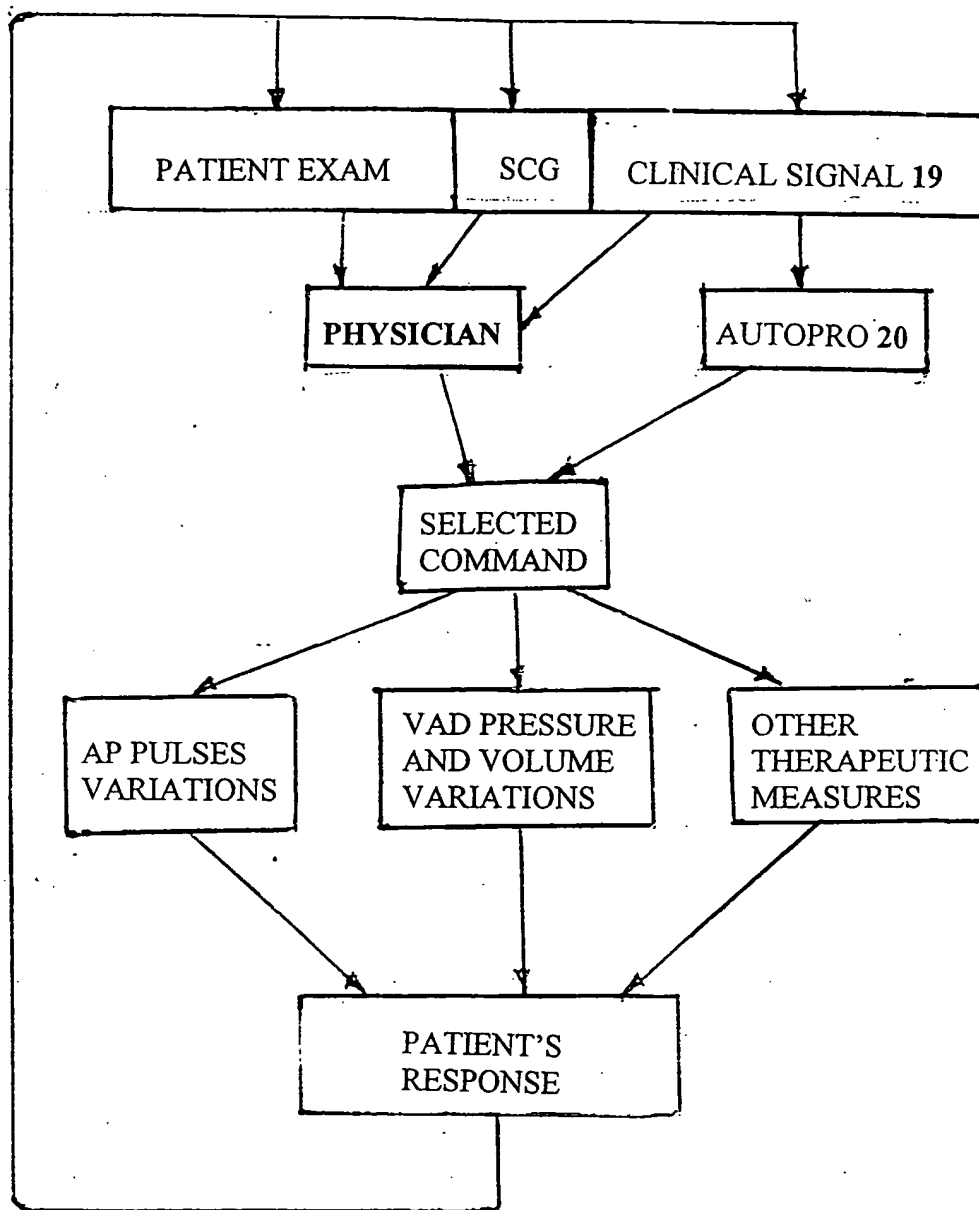 PATIENT EXAM
SCG
CLINICAL SIGNAL 19
PHYSICIAN
AUTOPRO 20
SELECTED
COMMAND
AP PULSES
VARIATIONS
VAD PRESSURE
AND VOLUME
VARIATIONS
OTHER
THERAPEUTIC
MEASURES
PATIENT'S
RESPONSE